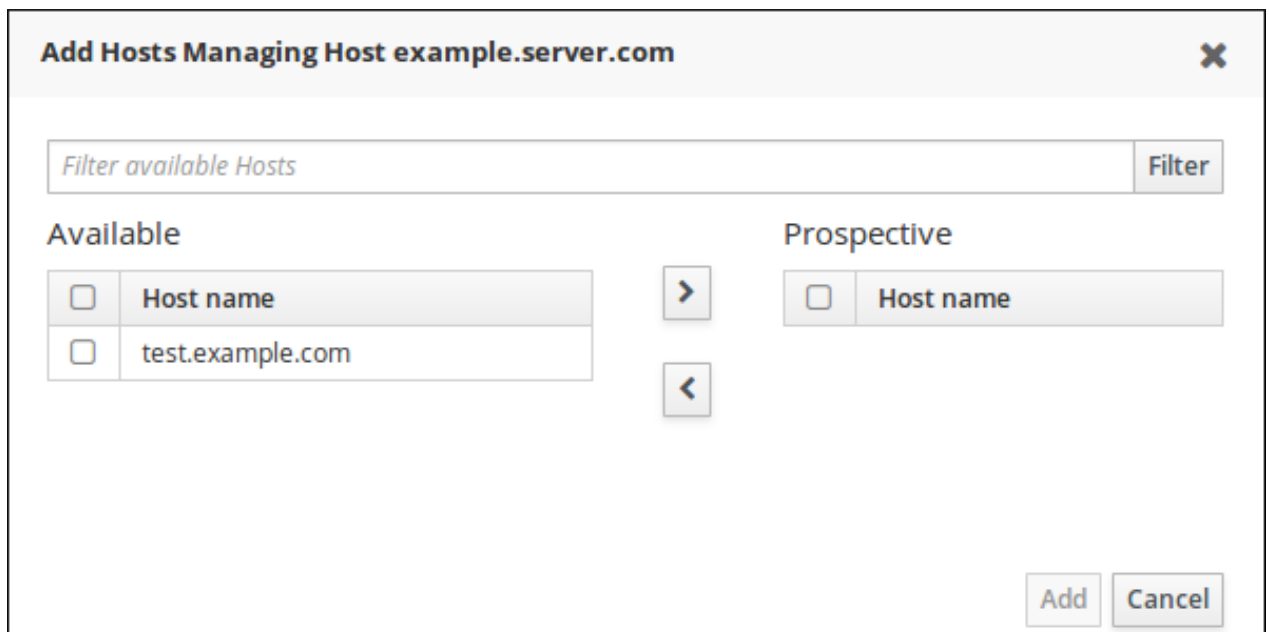 Add Hosts Managing Host example.server.com
Filter available Hosts
Filter
Available
Prospective
Host name
Host name
test.example.com
Add
Cancel